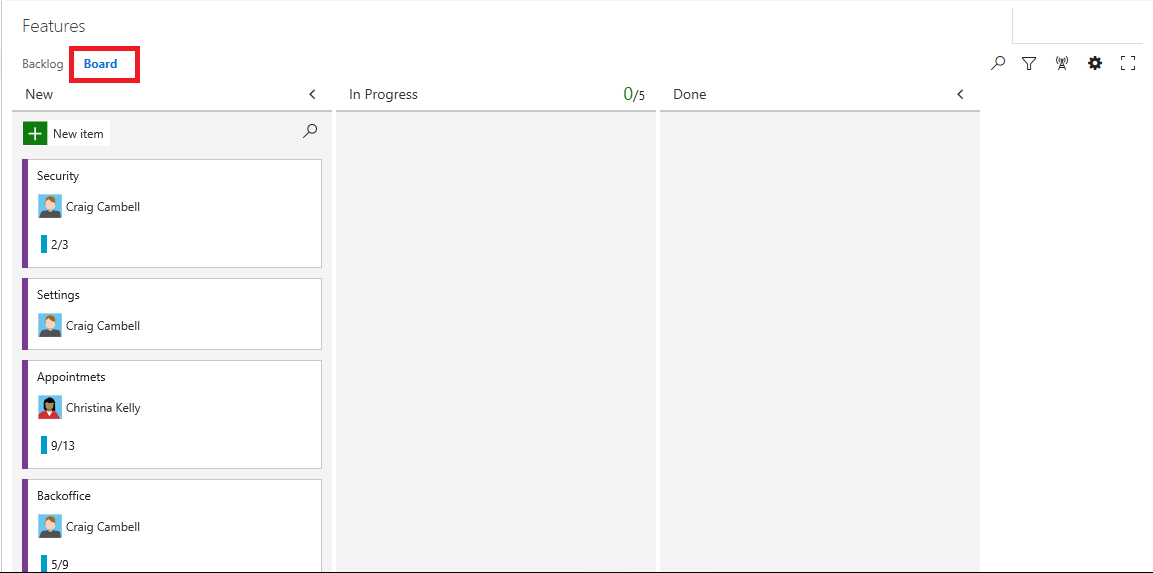 Features
Backlog Board
New In Progress 0/5 Done
New item
Security
Craig Cambell
2/3
Settings
Craig Cambell
Appointmets
Christina Kelly
9/13
Backoffice
Craig Cambell
5/9